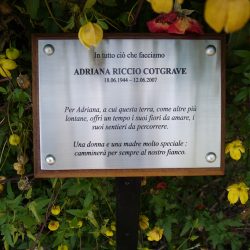 In tutto ciò che facciamo
ADRIANA RICCIO COTGRAVE
18.06.1944 – 12.08.2007
Per Adriana, a cui questa terra, come altre più
lontane, offrì un tempo i suoi fiori da amare, i
suoi sentieri da percorrere.
Una donna e una madre molto speciale ;
camminerà per sempre al nostro fianco.